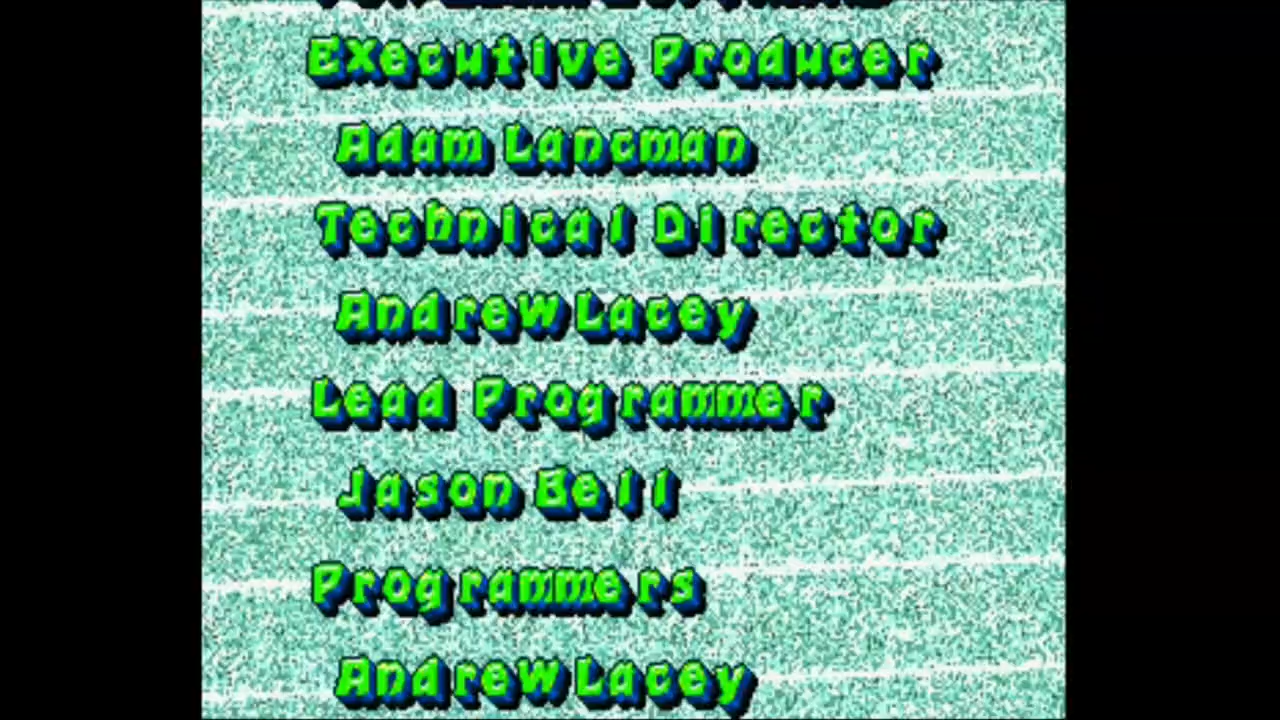 Executive Producer
Adam Lancman
Technical Director
Andrew Lacey
Lead Programmer
Jason Bell
Programmers
Andrew Lacey